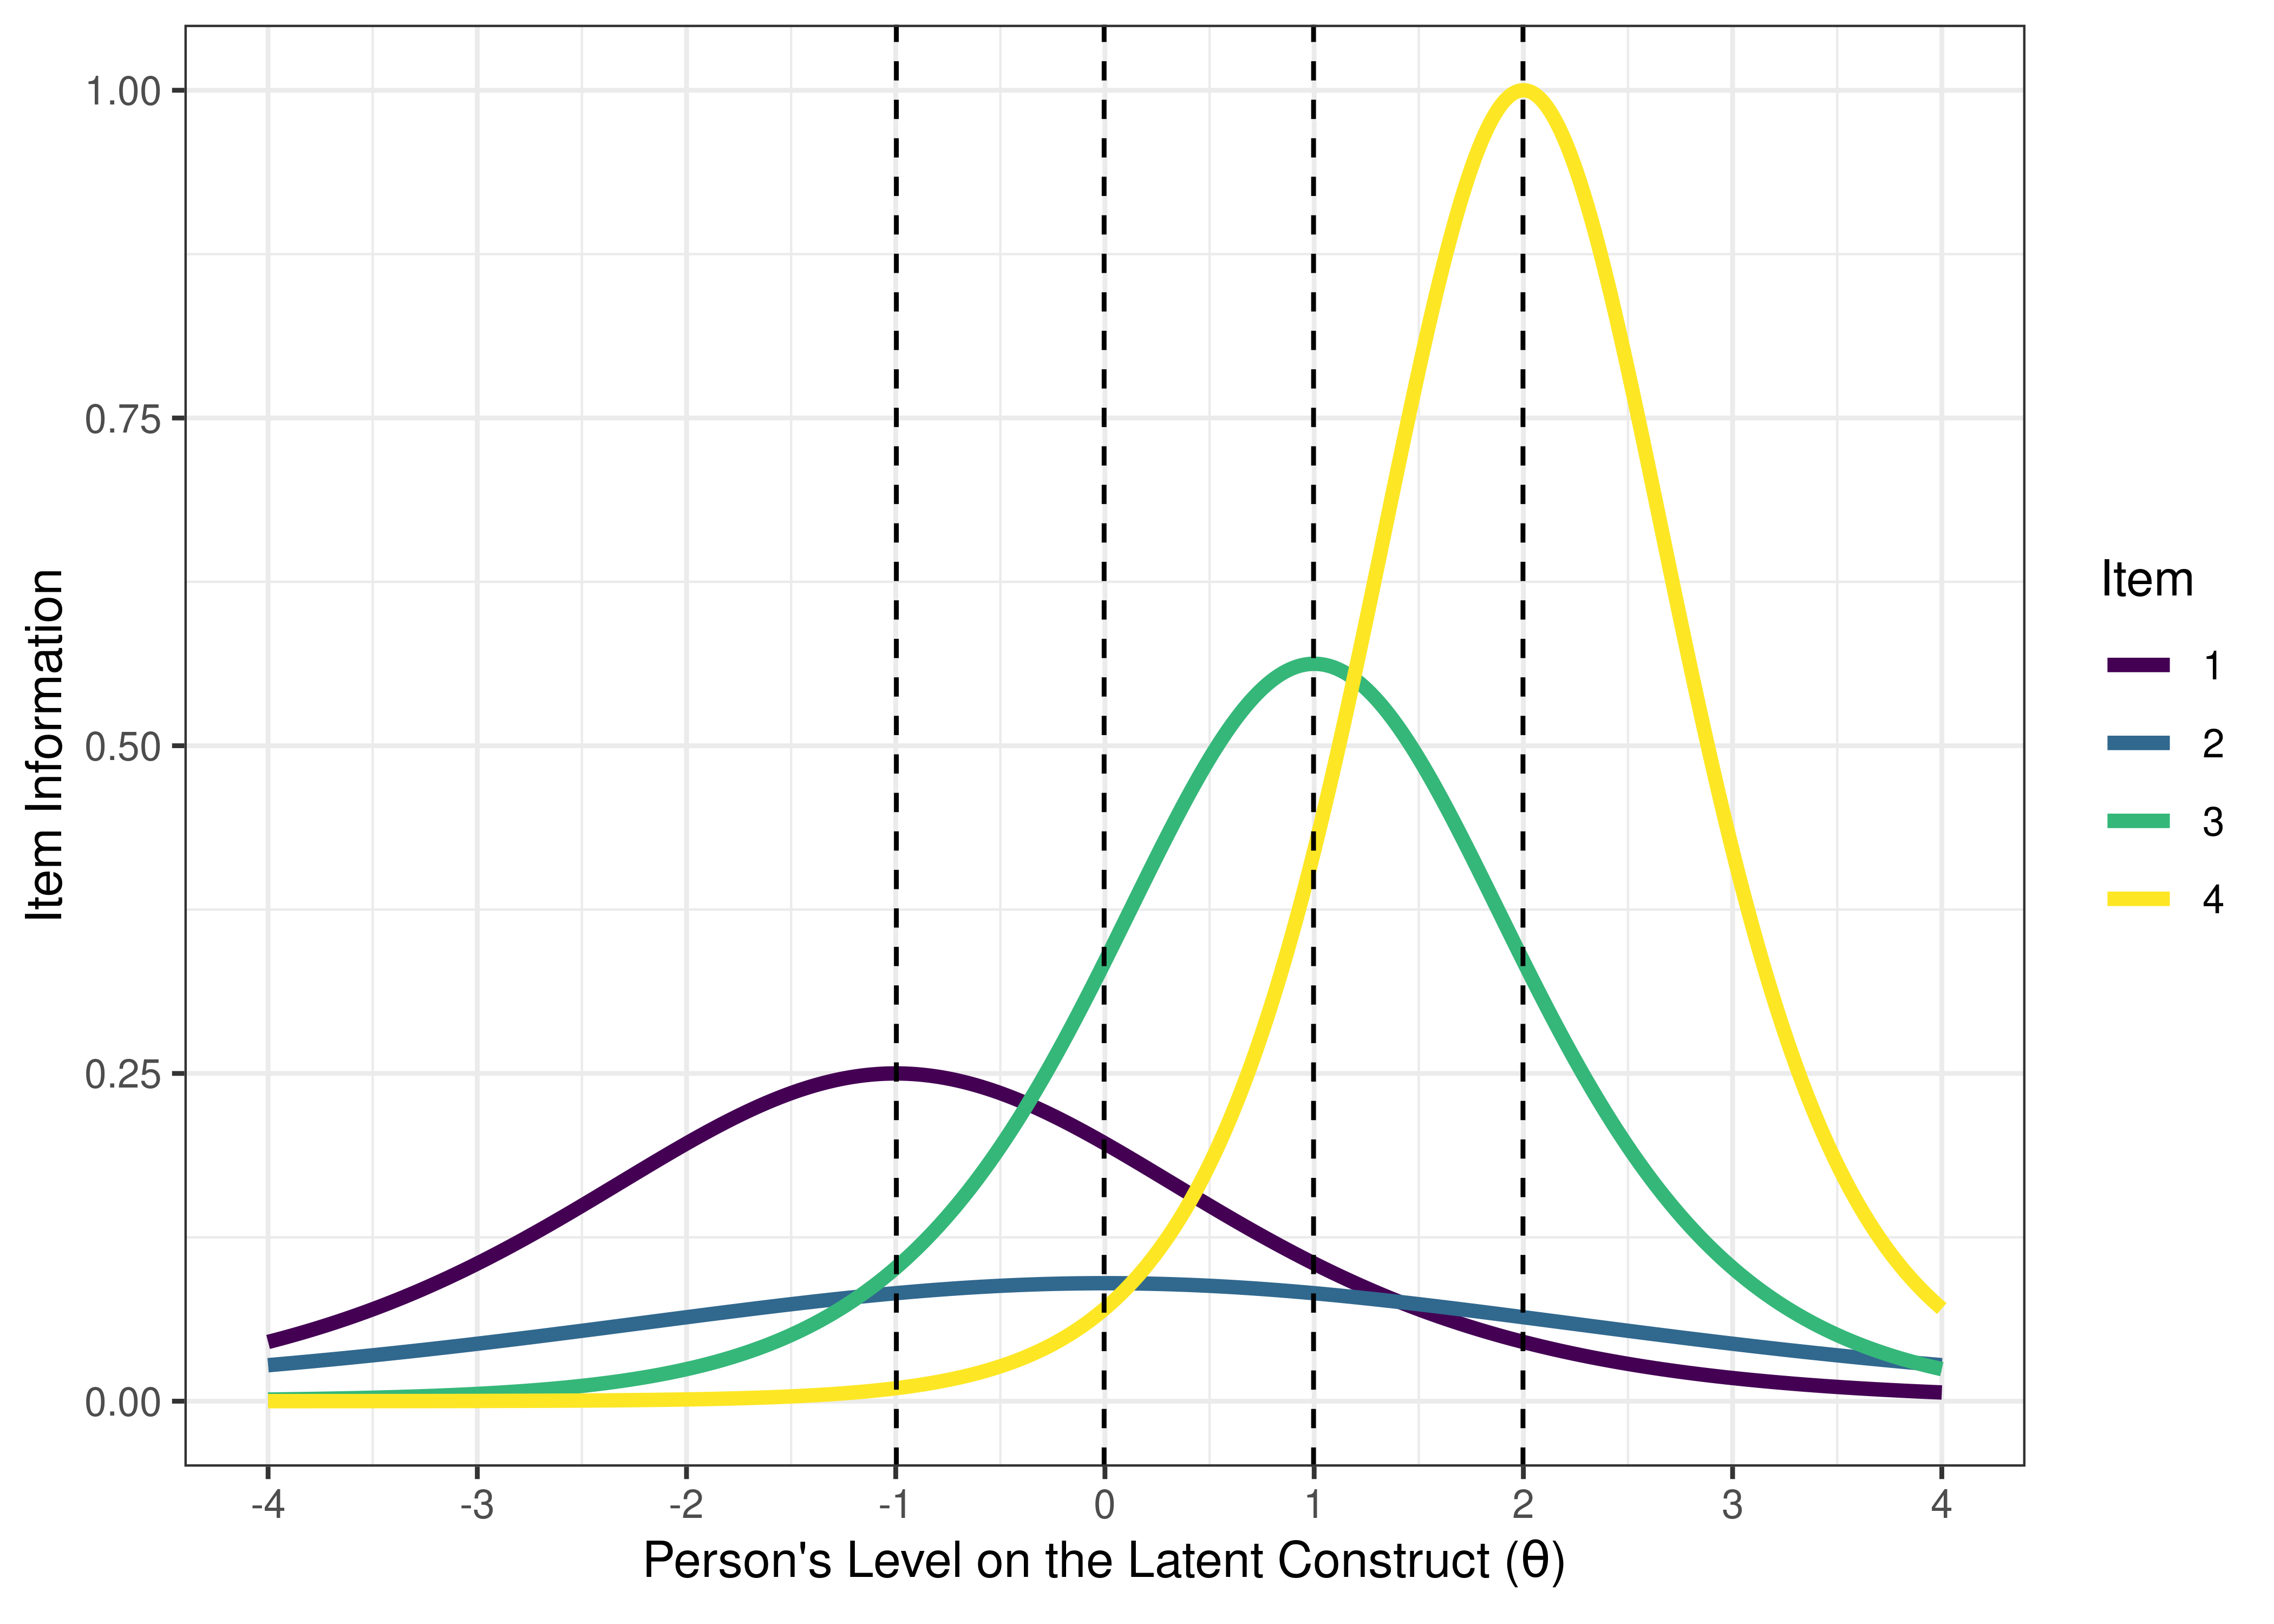 1.00
0.75
0.50
0.25
0.00
Item Information
-4 -3 -2 -1 0 1 2 3 4
Person's Level on the Latent Construct (θ)
Item
1
2
3
4